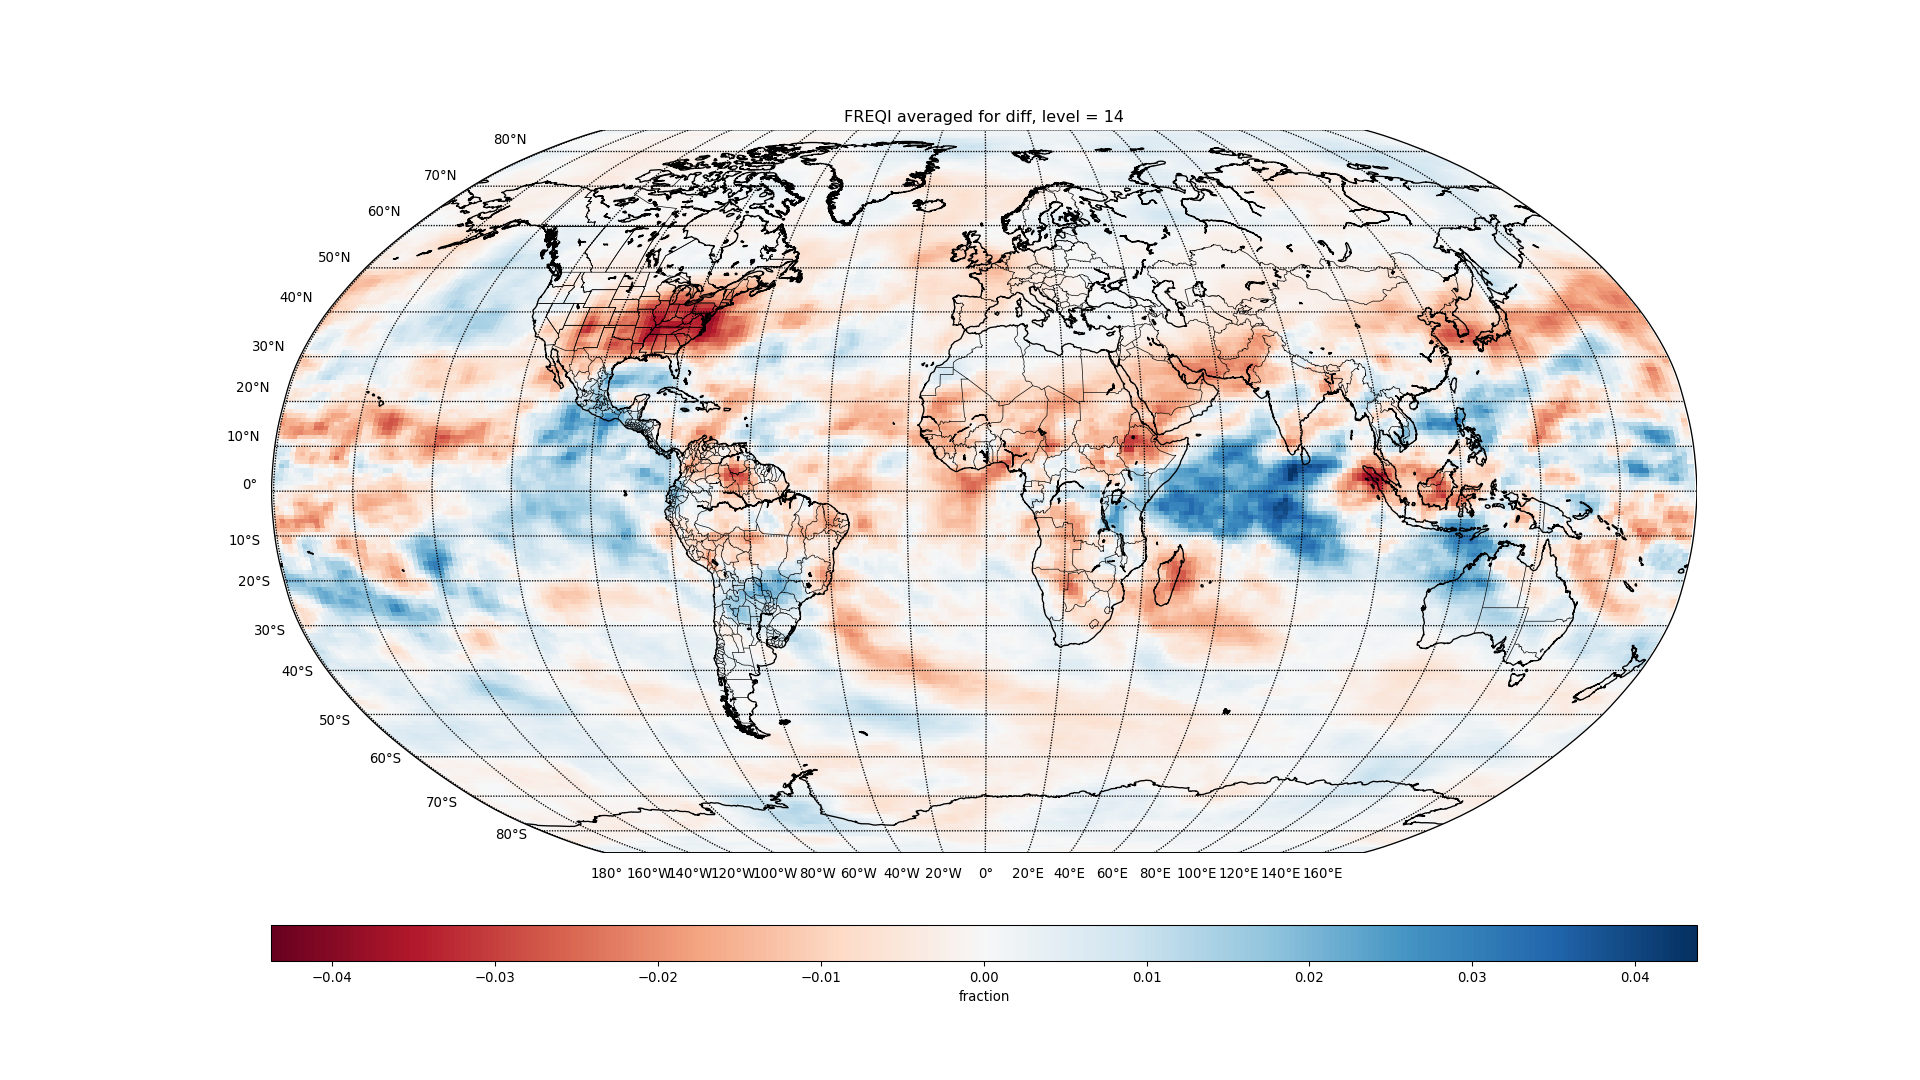 FREQI averaged for diff, level = 14
80°N
70°N
60°N
50°N
40°N
30°N
20°N
10°N
0°
10°S
20°S
30°S
40°S
50°S
60°S
70°S
80°S
180° 160°W 140°W 120°W 100°W 80°W 60°W 40°W 20°W 0° 20°E 40°E 60°E 80°E 100°E 120°E 140°E 160°E
−0.04 −0.03 −0.02 −0.01 0.00 0.01 0.02 0.03 0.04
fraction